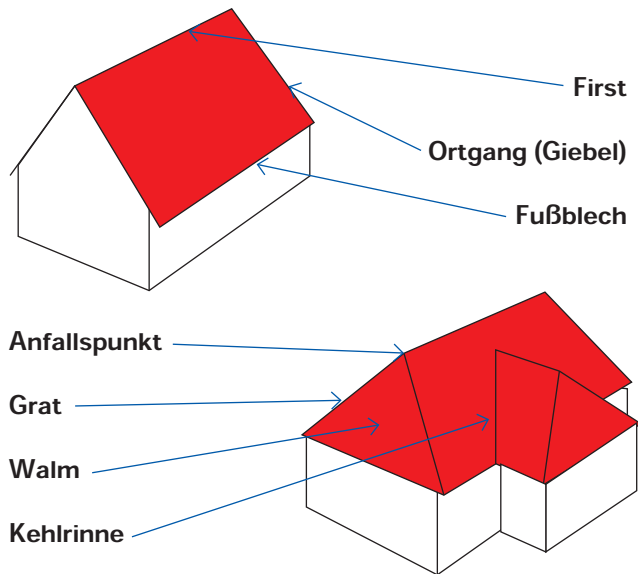 First
Ortgang (Giebel)
Fußblech
Anfallspunkt
Grat
Walm
Kehlrinne